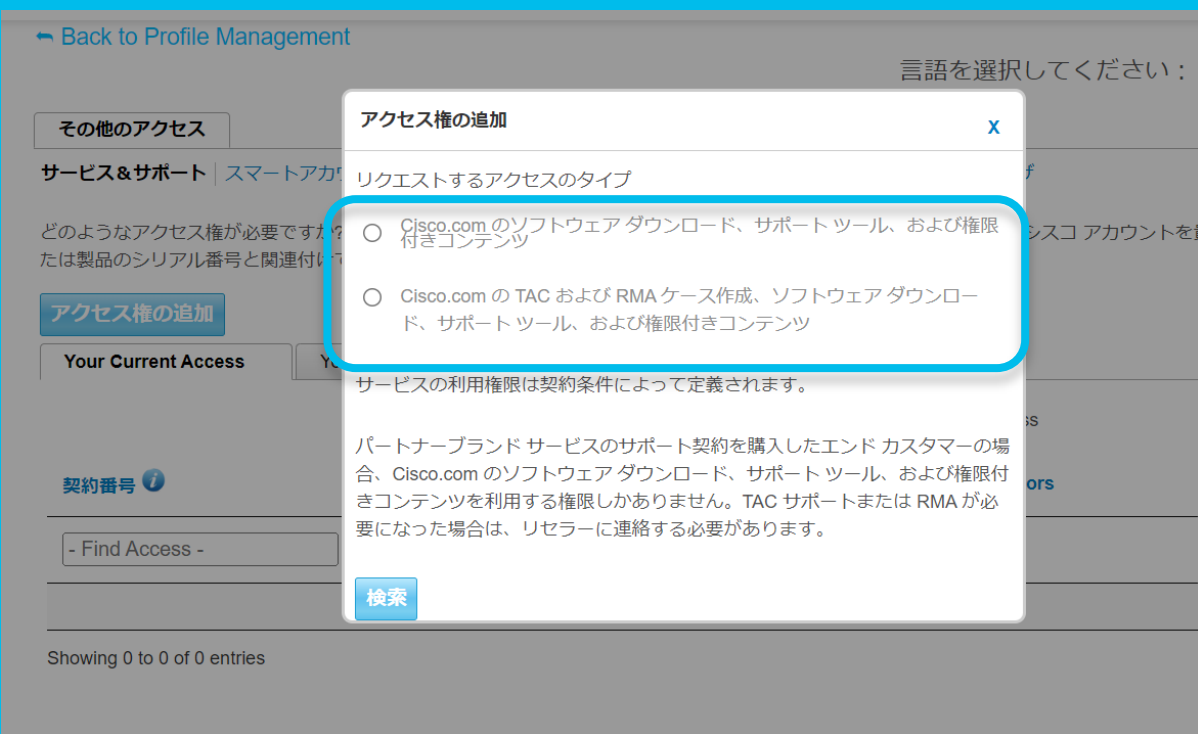 Back to Profile Management
言語を選択してください:
その他のアクセス
サービス&サポート
スマートアカ
アクセス権の追加
X
リクエストするアクセスのタイプ
Cisco.com のソフトウェア ダウンロード、サポート ツール、および権限
付きコンテンツ
Cisco.com の TAC および RMA ケース作成、ソフトウェア ダウンロー
ド、サポート ツール、および権限付きコンテンツ
どのようなアクセス権が必要ですか?
シスコ アカウントを
たは製品のシリアル番号と関連付け
アクセス権の追加
Your Current Access
サービスの利用権限は契約条件によって定義されます。
パートナーブランド サービスのサポート契約を購入したエンド カスタマーの場
合、Cisco.com のソフトウェア ダウンロード、サポート ツール、および権限付
きコンテンツを利用する権限しかありません。TAC サポートまたは RMA が必
要になった場合は、リセラーに連絡する必要があります。
検索
契約番号
ors
- Find Access -
Showing 0 to 0 of 0 entries